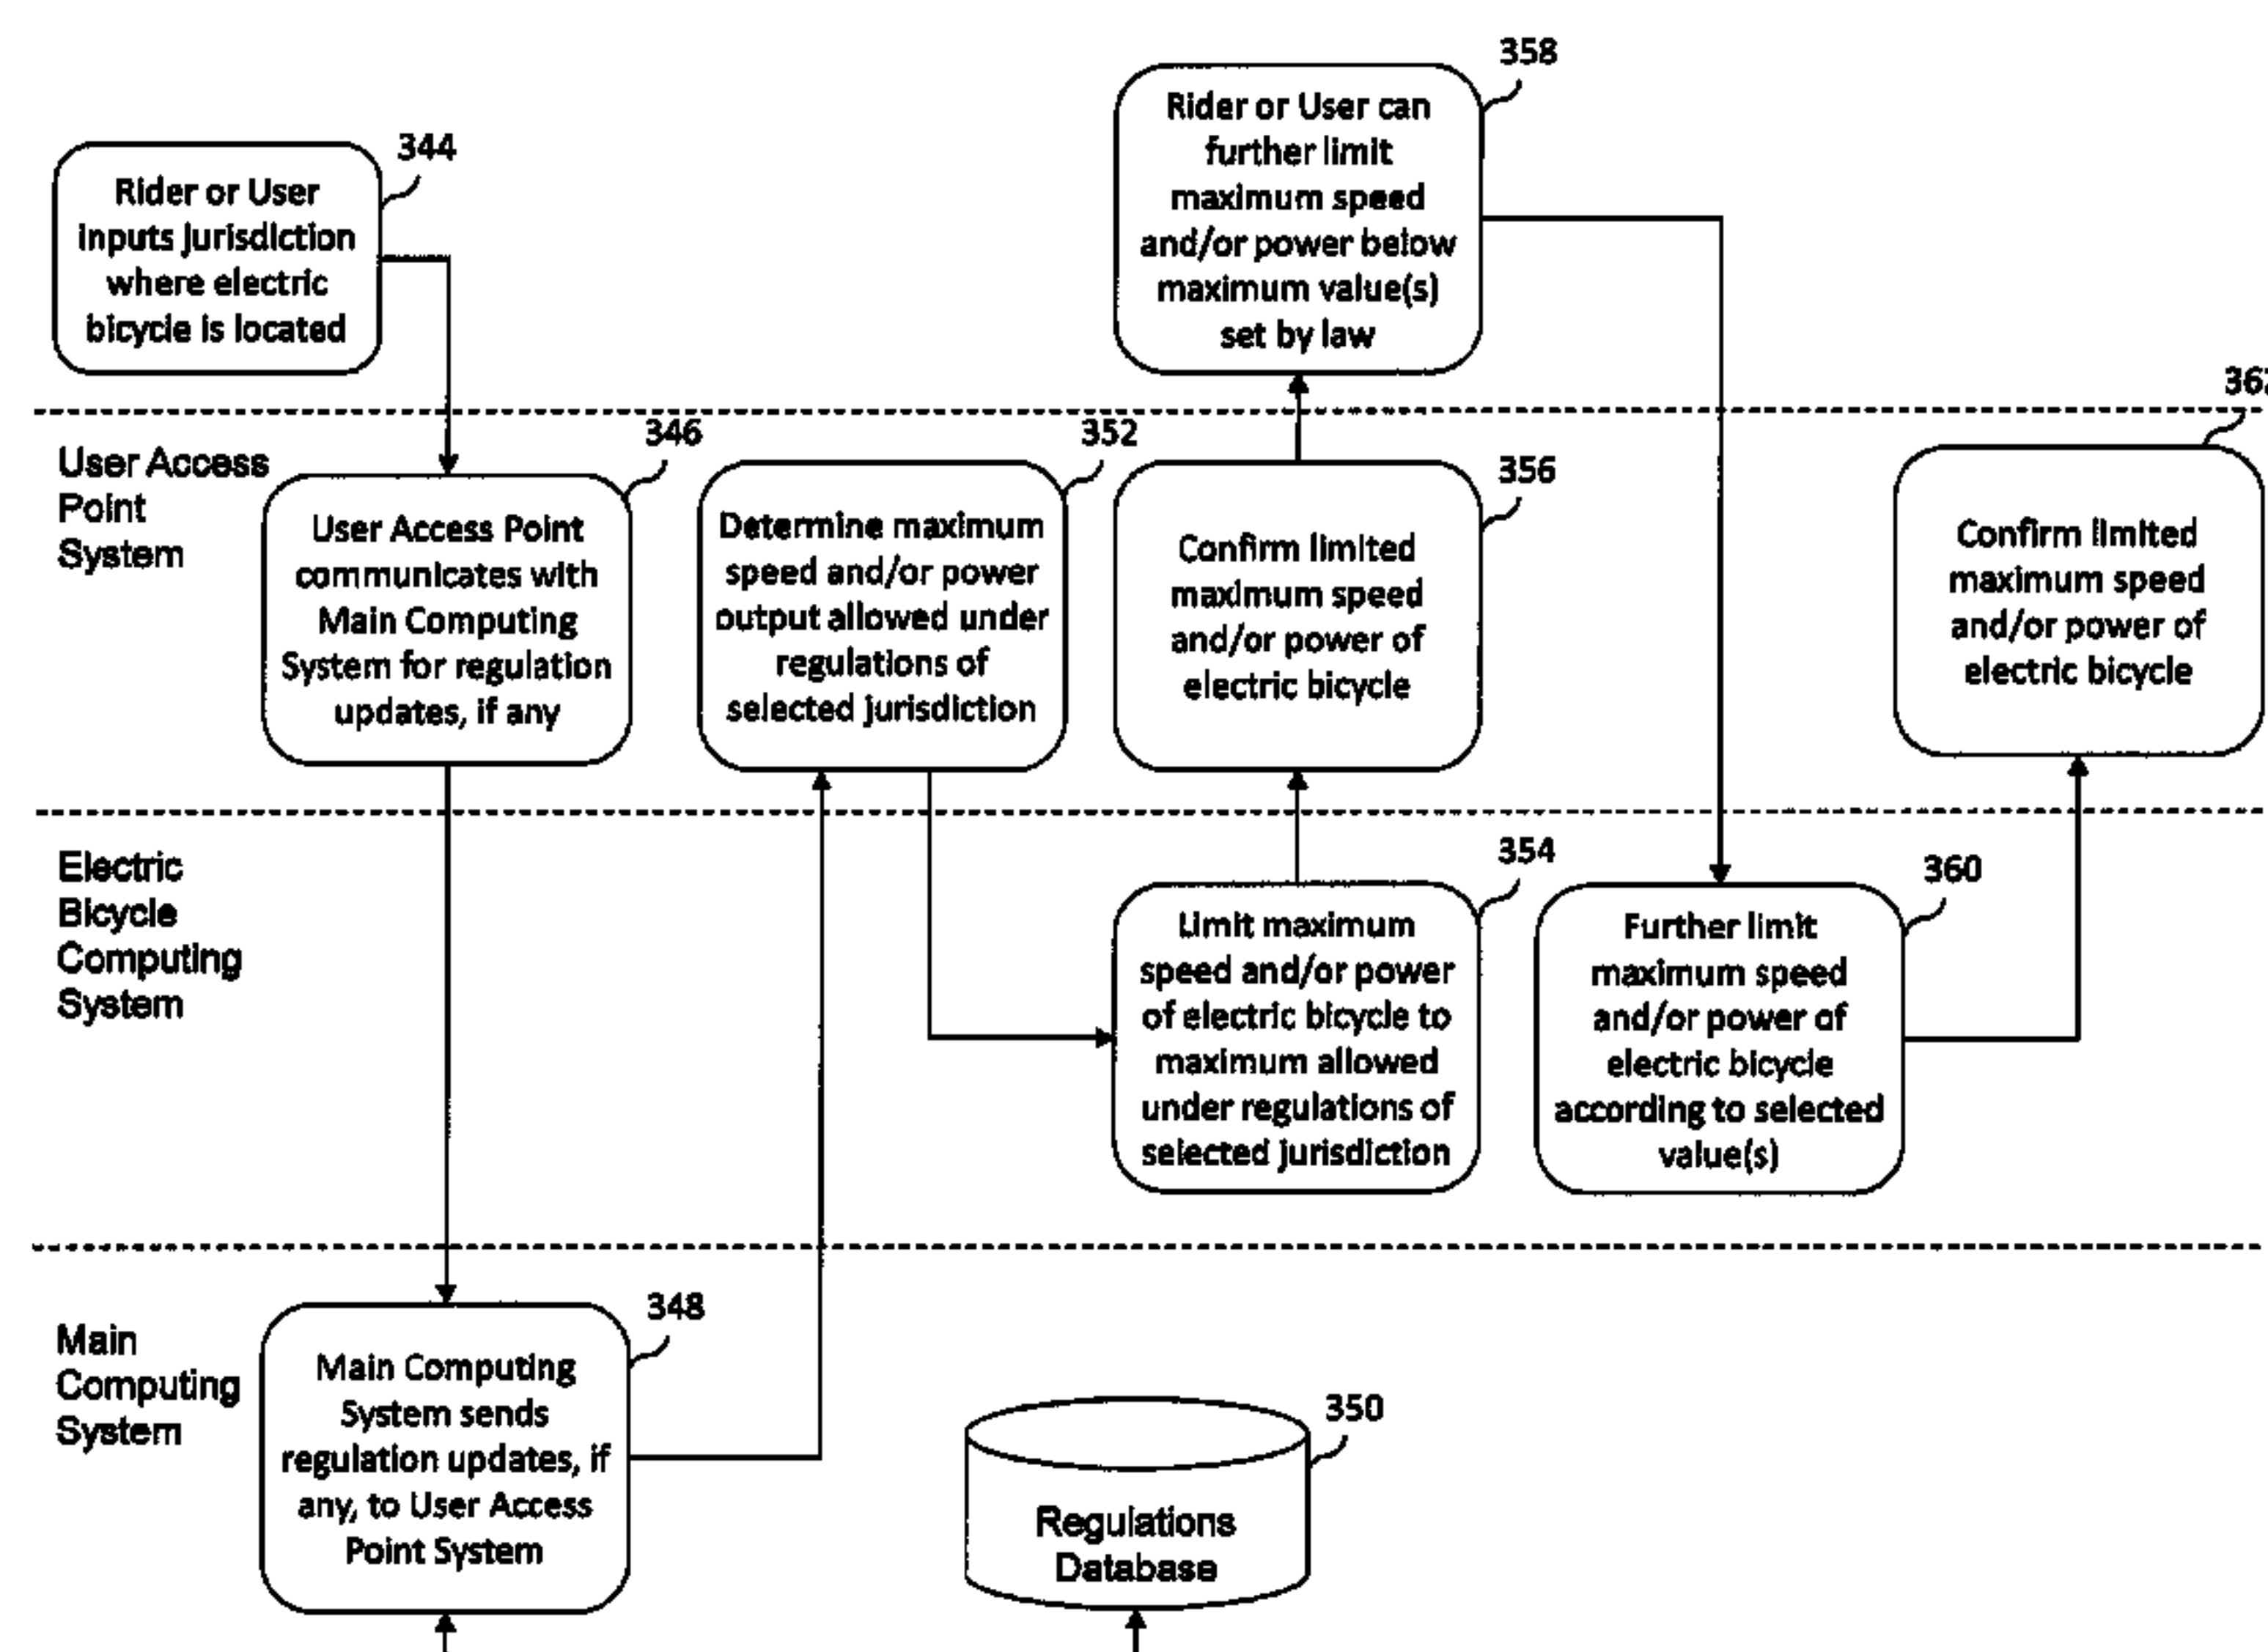 358
Rider or User can
further limit
maximum speed
and/or power below
maximum value(s)
set by law
344
Rider or User
inputs jurisdiction
where electric
bicycle is located
User Access
Point
System
346
User Access Point
communicates with
Main Computing
System for regulation
updates, if any
352
Determine maximum
speed and/or power
output allowed under
regulations of
selected jurisdiction
356
Confirm limited
maximum speed
and/or power of
electric bicycle
362
Confirm limited
maximum speed
and/or power of
electric bicycle
Electric
Bicycle
Computing
System
354
Limit maximum
speed and/or power
of electric bicycle to
maximum allowed
under regulations of
selected jurisdiction
360
Further limit
maximum speed
and/or power of
electric bicycle
according to selected
value(s)
Main
Computing
System
348
Main Computing
System sends
regulation updates, if
any, to User Access
Point System
350
Regulations
Database